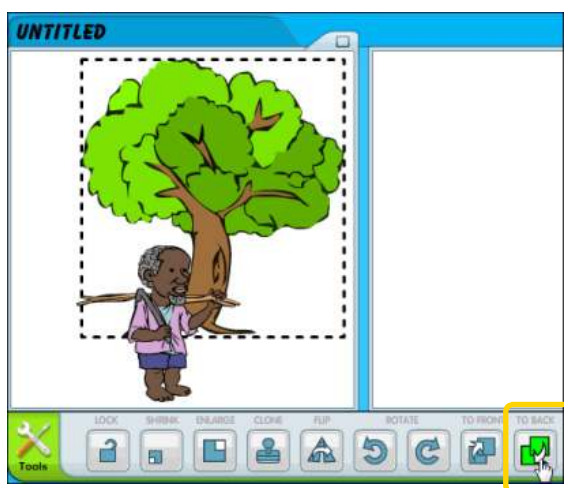 UNTITLED
LOCK SHRINK ENLARGE CLONE FLIP ROTATE TO FRONT TO BACK
Tools